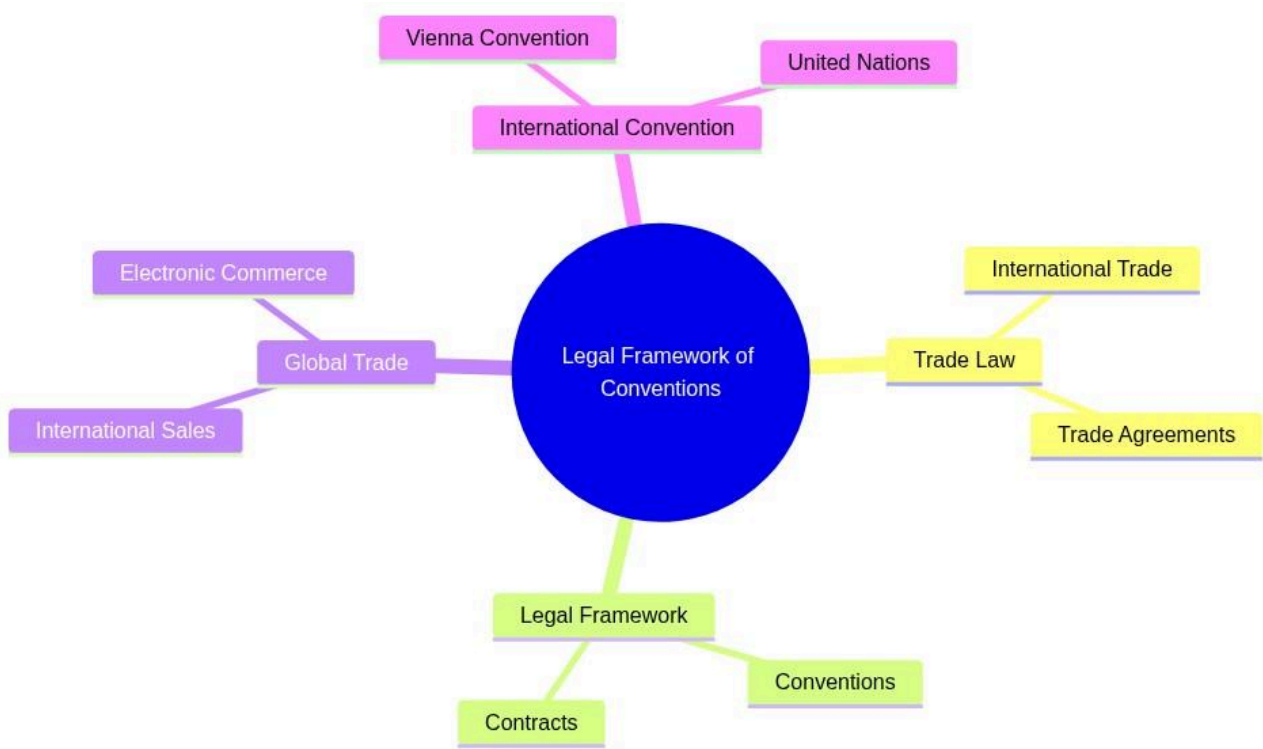 Vienna Convention
United Nations
International Convention
Electronic Commerce
International Trade
Global Trade
Legal Framework of
Conventions
Trade Law
International Sales
Trade Agreements
Legal Framework
Conventions
Contracts